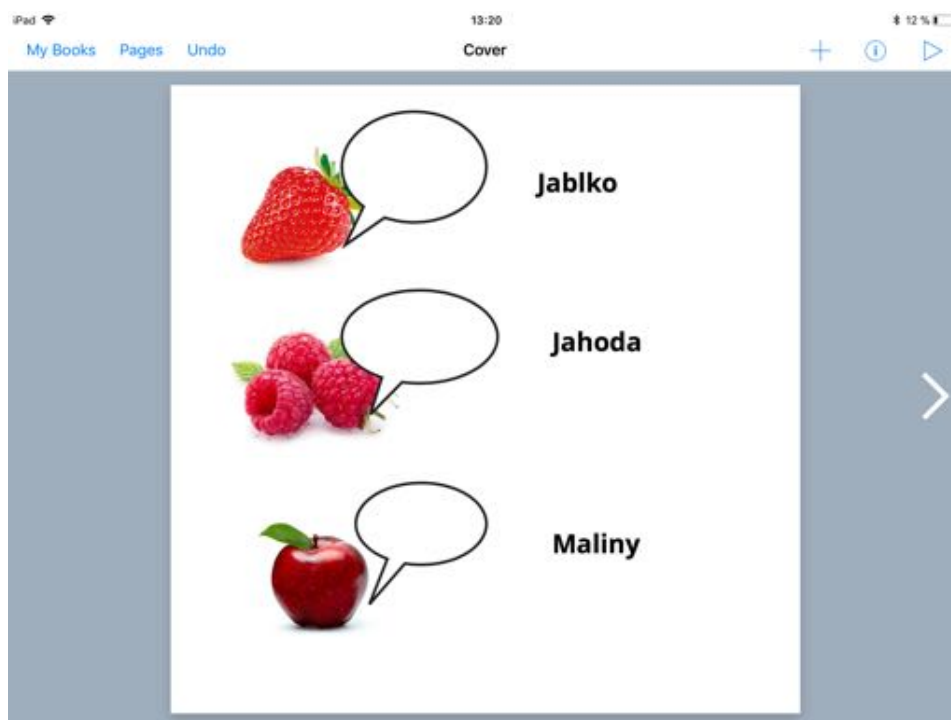 iPad 13:20 12 %
My Books Pages Undo Cover
Jablko
Jahoda
Maliny